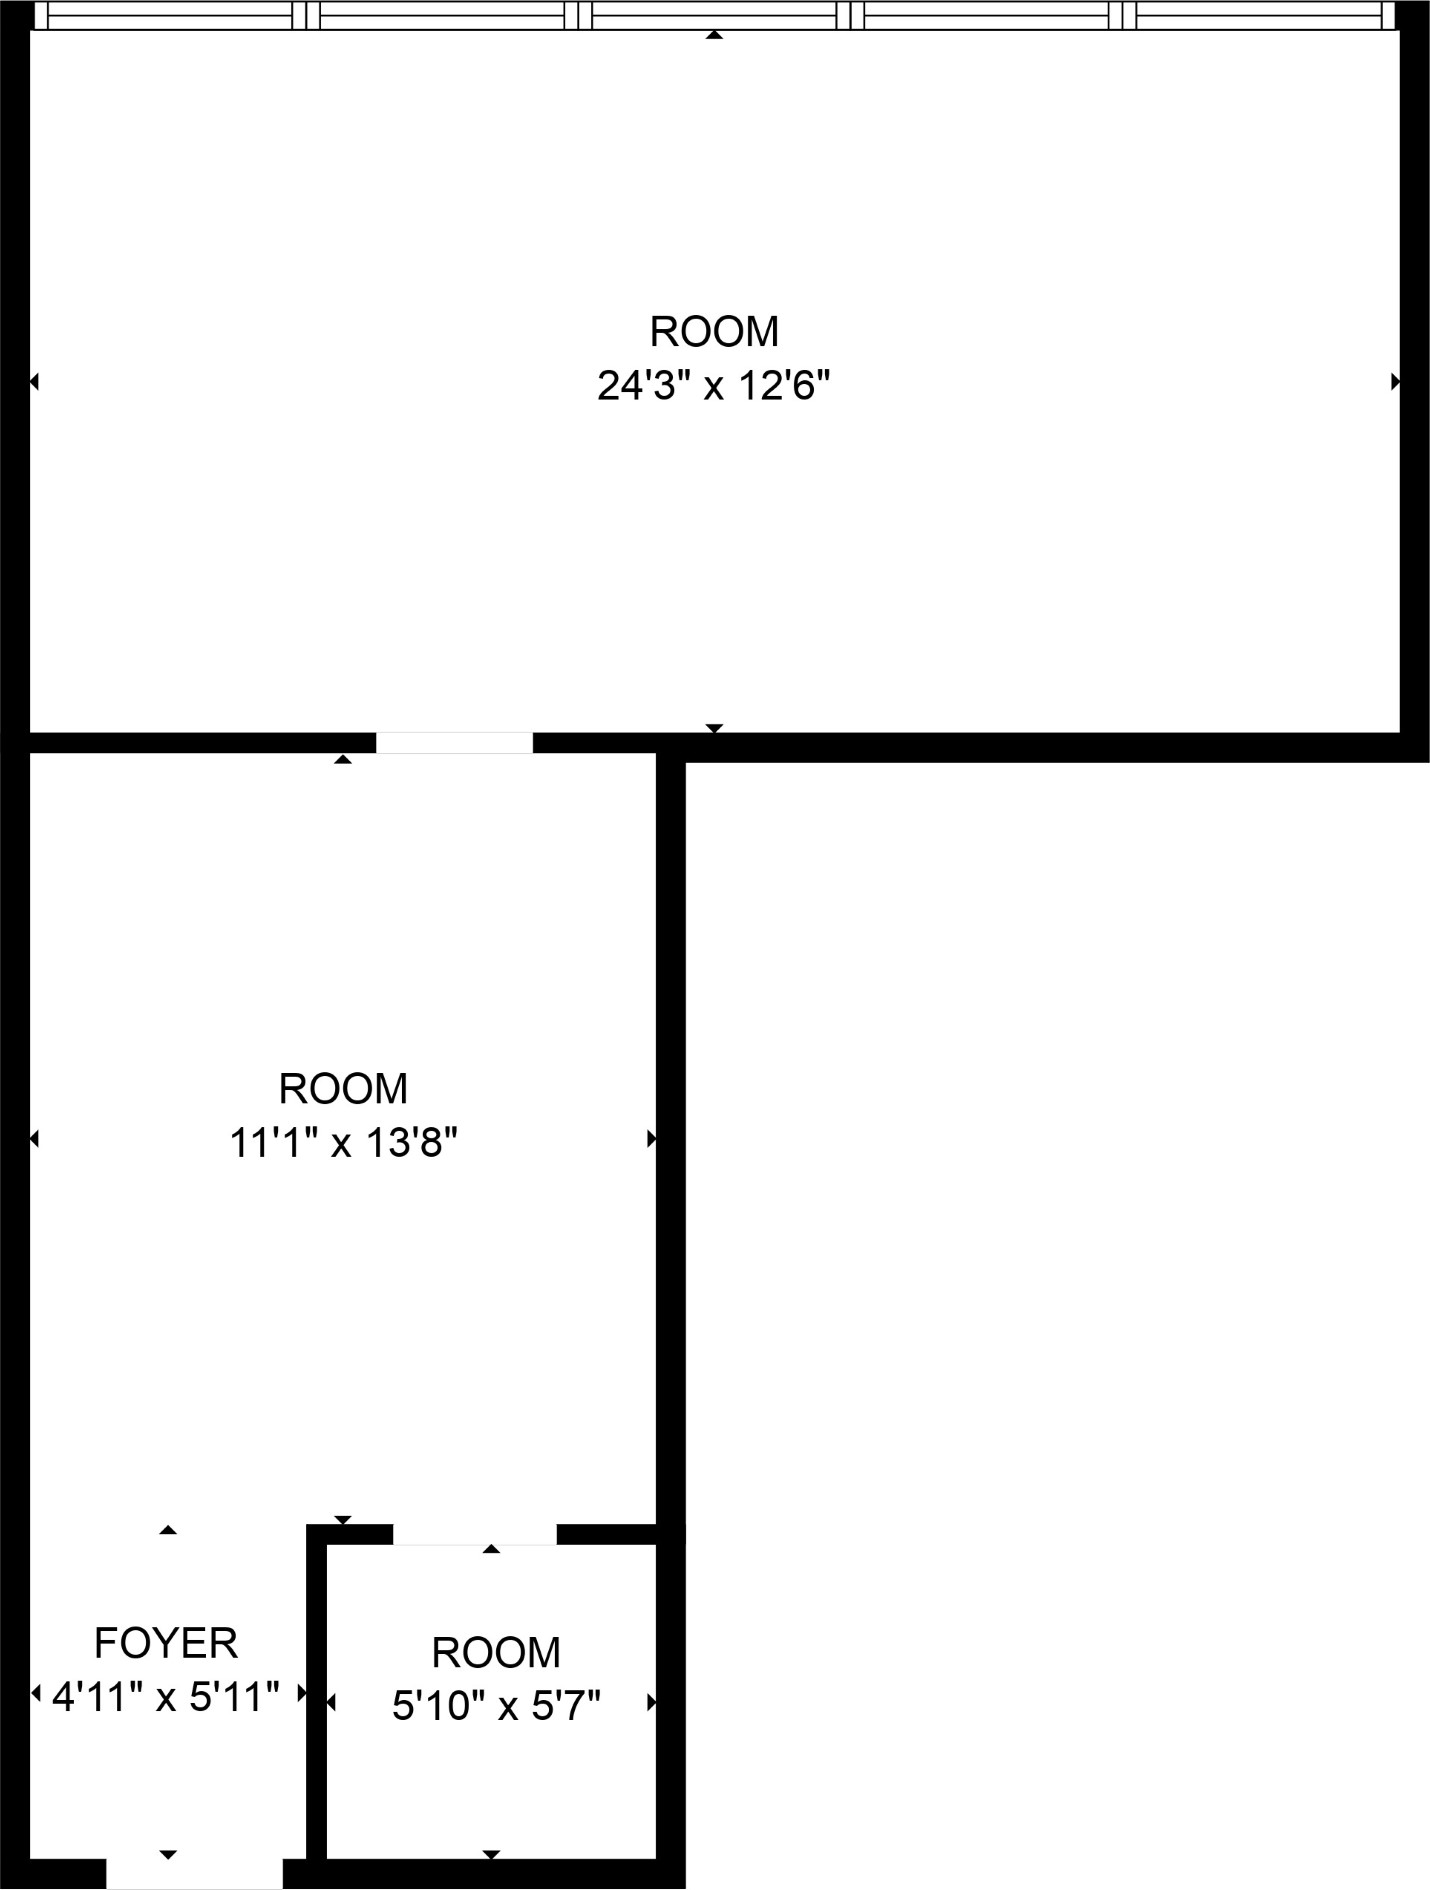 ROOM
24'3" x 12'6"
ROOM
11'1" x 13'8"
FOYER
4'11" x 5'11"
ROOM
5'10" x 5'7"